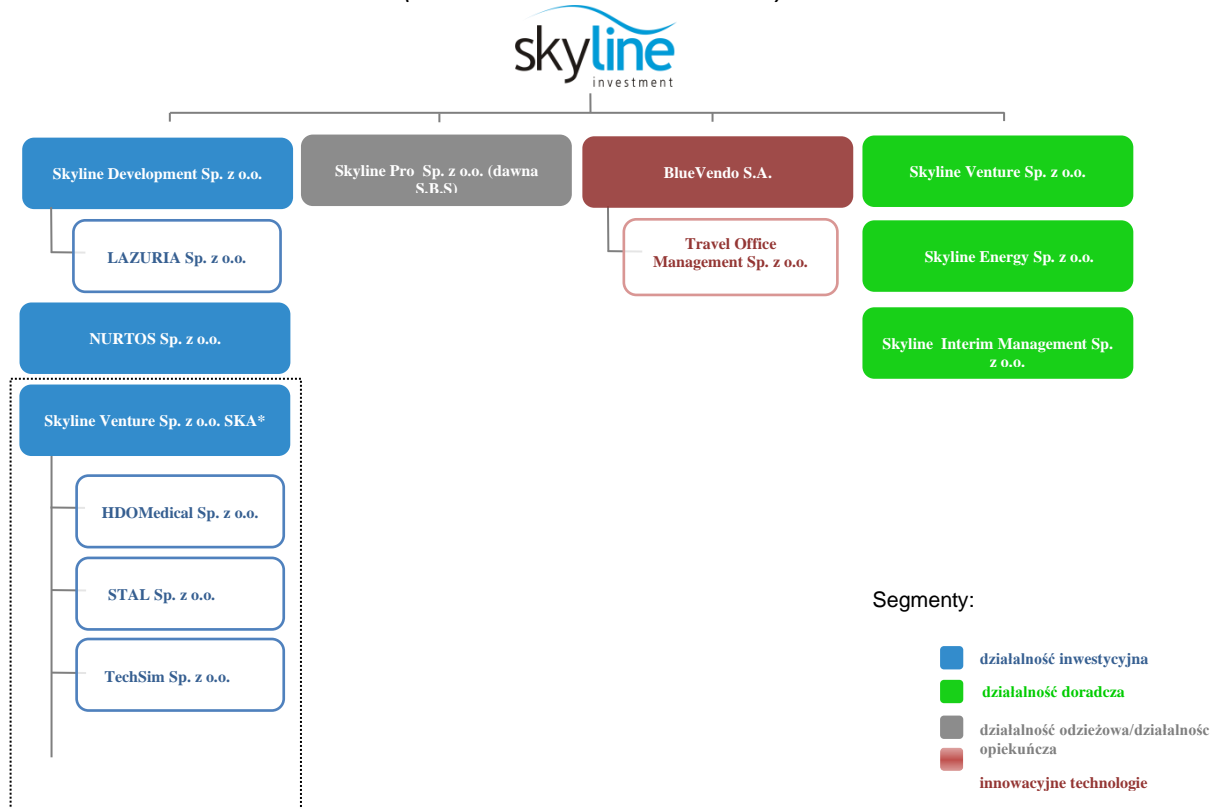 skyline
investment
Skyline Development Sp. z o.o.
Skyline Pro Sp. z o.o. (dawna
S.B.S)
BlueVendo S.A.
Skyline Venture Sp. z o.o.
LAZURIA Sp. z o.o.
Travel Office
Management Sp. z o.o.
Skyline Energy Sp. z o.o.
NURTOS Sp. z o.o.
Skyline Interim Management Sp.
z o.o.
Skyline Venture Sp. z o.o. SKA*
HDOMedical Sp. z o.o.
STAL Sp. z o.o.
TechSim Sp. z o.o.
Segmenty:
działalność inwestycyjna
działalność doradcza
działalność odzieżowa/działalnośc
opiekuńcza
innowacyjne technologie